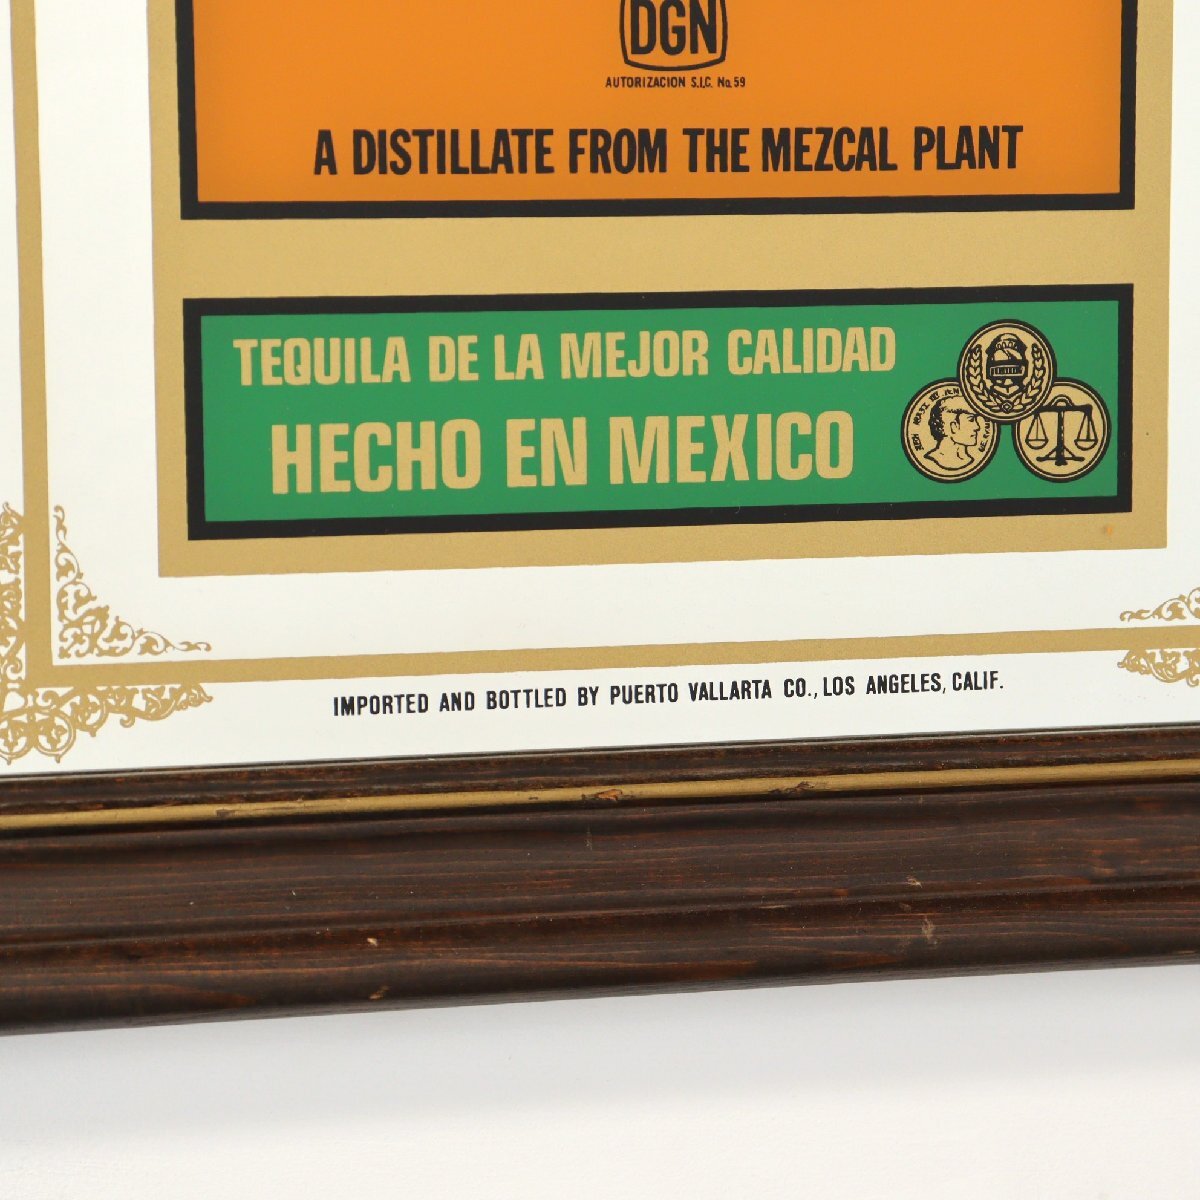 DGN
AUTORIZACION S.I.C. No. 59
A DISTILLATE FROM THE MEZCAL PLANT
TEQUILA DE LA MEJOR CALIDAD
HECHO EN MEXICO
IMPORTED AND BOTTLED BY PUERTO VALLARTA CO., LOS ANGELES, CALIF.